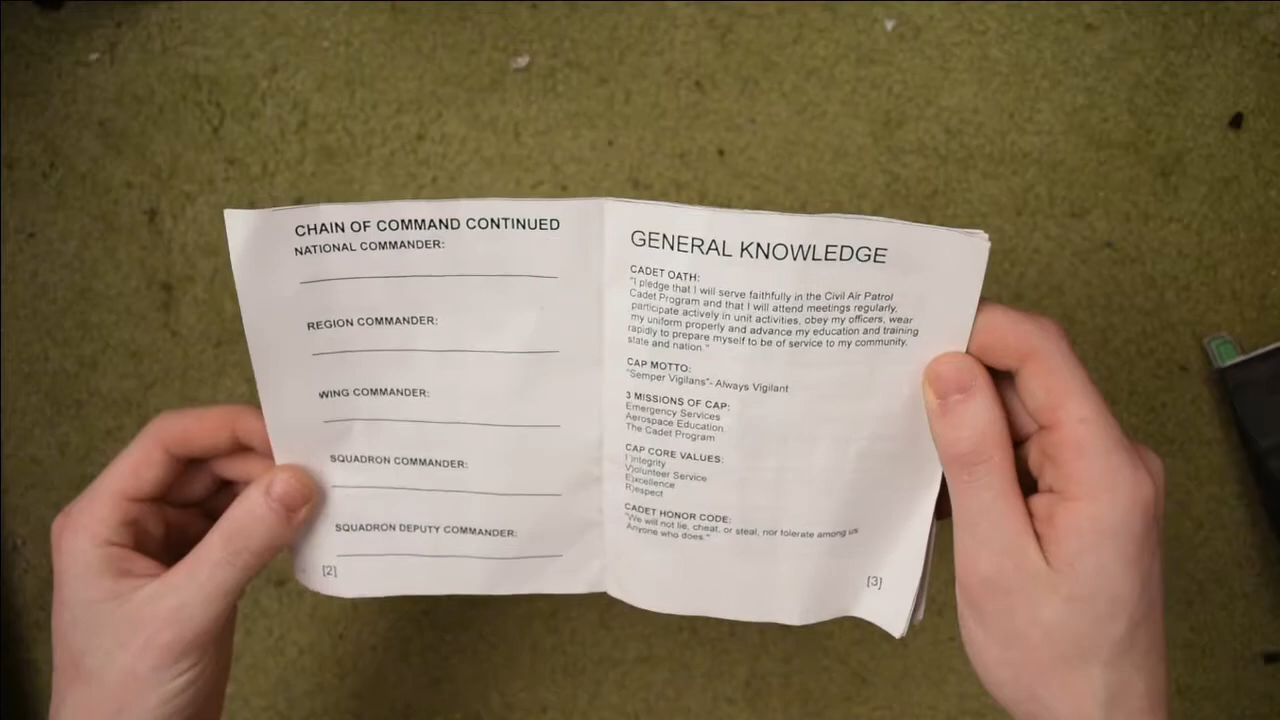 CHAIN OF COMMAND CONTINUED
NATIONAL COMMANDER:
REGION COMMANDER:
WING COMMANDER:
SQUADRON COMMANDER:
SQUADRON DEPUTY COMMANDER:
[2]
GENERAL KNOWLEDGE
CADET OATH:
"I pledge that I will serve faithfully in the Civil Air Patrol
Cadet Program and that I will attend meetings regularly,
participate actively in unit activities, obey my officers, wear
my uniform properly and advance my education and training
rapidly to prepare myself to be of service to my community,
state and nation."
CAP MOTTO:
"Semper Vigilans"- Always Vigilant
3 MISSIONS OF CAP:
Emergency Services
Aerospace Education
The Cadet Program
CAP CORE VALUES:
I)ntegrity
V)olunteer Service
E)xcellence
R)espect
CADET HONOR CODE:
"We will not lie, cheat, or steal, nor tolerate among us
Anyone who does."
[3]